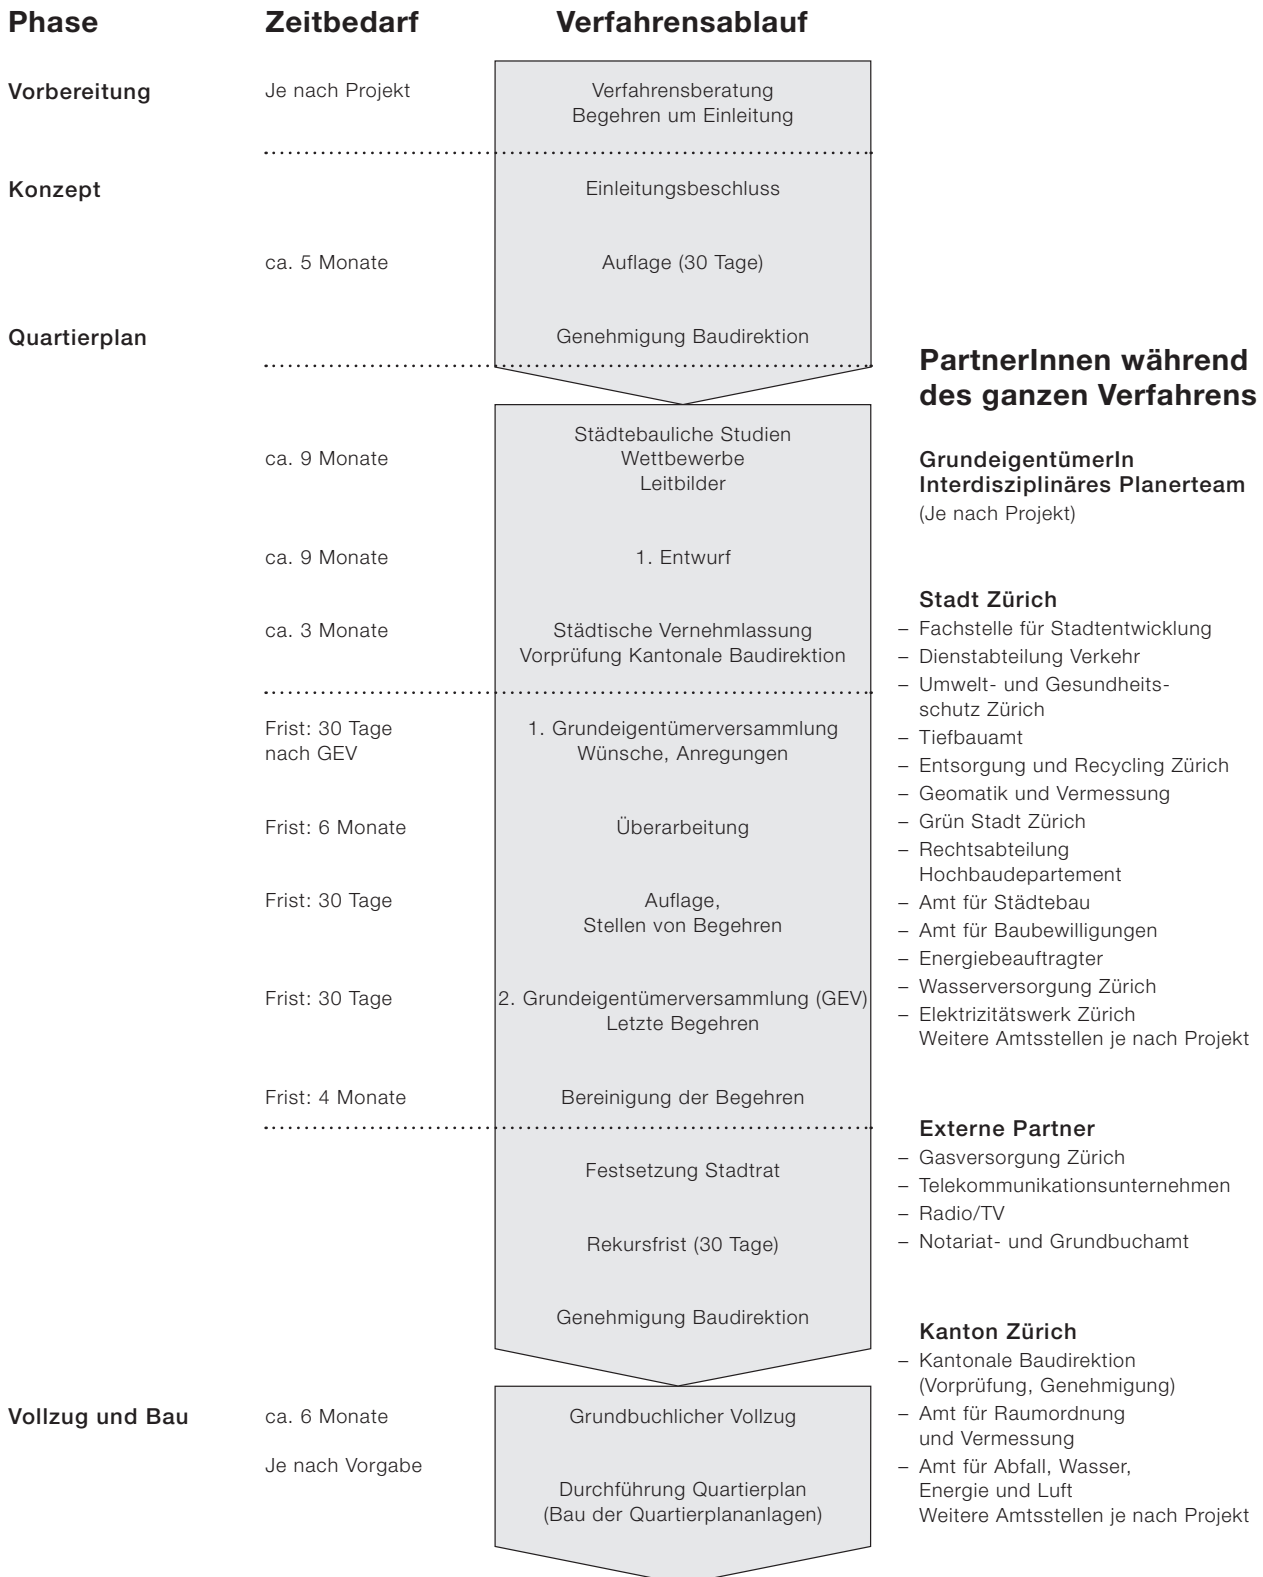 Phase
Zeitbedarf
Verfahrensablauf
Vorbereitung
Je nach Projekt
Verfahrensberatung
Begehren um Einleitung
Konzept
Einleitungsbeschluss
ca. 5 Monate
Auflage (30 Tage)
Quartierplan
Genehmigung Baudirektion
Städtebauliche Studien
ca. 9 Monate
Wettbewerbe
Leitbilder
ca. 9 Monate
1. Entwurf
ca. 3 Monate
Städtische Vernehmlassung
Vorprüfung Kantonale Baudirektion
Frist: 30 Tage
nach GEV
1. Grundeigentümerversammlung
Wünsche, Anregungen
Frist: 6 Monate
Überarbeitung
Frist: 30 Tage
Auflage,
Stellen von Begehren
Frist: 30 Tage
2. Grundeigentümerversammlung (GEV)
Letzte Begehren
Frist: 4 Monate
Bereinigung der Begehren
Festsetzung Stadtrat
Rekursfrist (30 Tage)
Genehmigung Baudirektion
Vollzug und Bau
ca. 6 Monate
Grundbuchlicher Vollzug
Je nach Vorgabe
Durchführung Quartierplan
(Bau der Quartierplananlagen)
PartnerInnen während
des ganzen Verfahrens
GrundeigentümerIn
Interdisziplinäres Planerteam
(Je nach Projekt)
Stadt Zürich
– Fachstelle für Stadtentwicklung
– Dienstabteilung Verkehr
– Umwelt- und Gesundheits-
schutz Zürich
– Tiefbauamt
– Entsorgung und Recycling Zürich
– Geomatik und Vermessung
– Grün Stadt Zürich
– Rechtsabteilung
Hochbaudepartement
– Amt für Städtebau
– Amt für Baubewilligungen
– Energiebeauftragter
– Wasserversorgung Zürich
– Elektrizitätswerk Zürich
Weitere Amtsstellen je nach Projekt
Externe Partner
– Gasversorgung Zürich
– Telekommunikationsunternehmen
– Radio/TV
– Notariat- und Grundbuchamt
Kanton Zürich
– Kantonale Baudirektion
(Vorprüfung, Genehmigung)
– Amt für Raumordnung
und Vermessung
– Amt für Abfall, Wasser,
Energie und Luft
Weitere Amtsstellen je nach Projekt